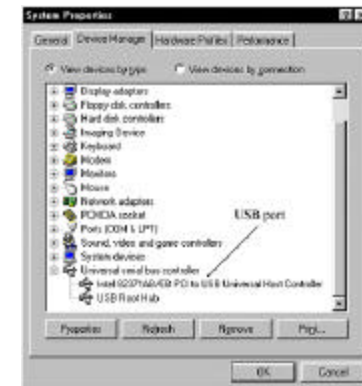 System Properties
General Device Manager Hardware Profiles Performance
View devices by type View devices by connection
Display adapters
Floppy disk controllers
Hard disk controllers
Imaging Device
Keyboard
Modem
Monitors
Mouse
Network adapters
PCMCIA socket
Ports (COM & LPT)
USB port
Sound, video and game controllers
System devices
Universal serial bus controller
Intel 82371AB/EB PCI to USB Universal Host Controller
USB Root Hub
Properties Refresh Remove Print...
OK Cancel